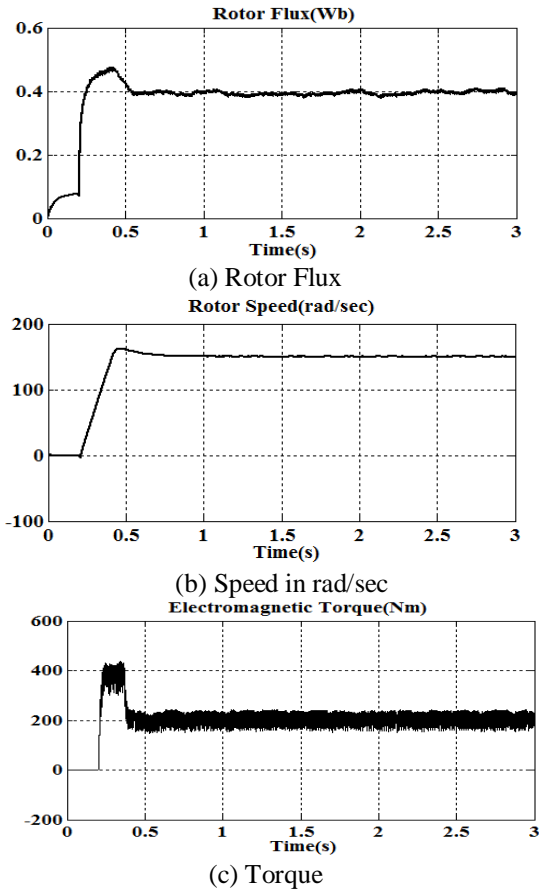 Rotor Flux(Wb)
0.6
0.4
0.2
0
0 0.5 1 1.5 2 2.5 3
Time(s)
(a) Rotor Flux
Rotor Speed(rad/sec)
200
100
0
-100
0 0.5 1 1.5 2 2.5 3
Time(s)
(b) Speed in rad/sec
Electromagnetic Torque(Nm)
600
400
200
0
-200
0 0.5 1 1.5 2 2.5 3
Time(s)
(c) Torque